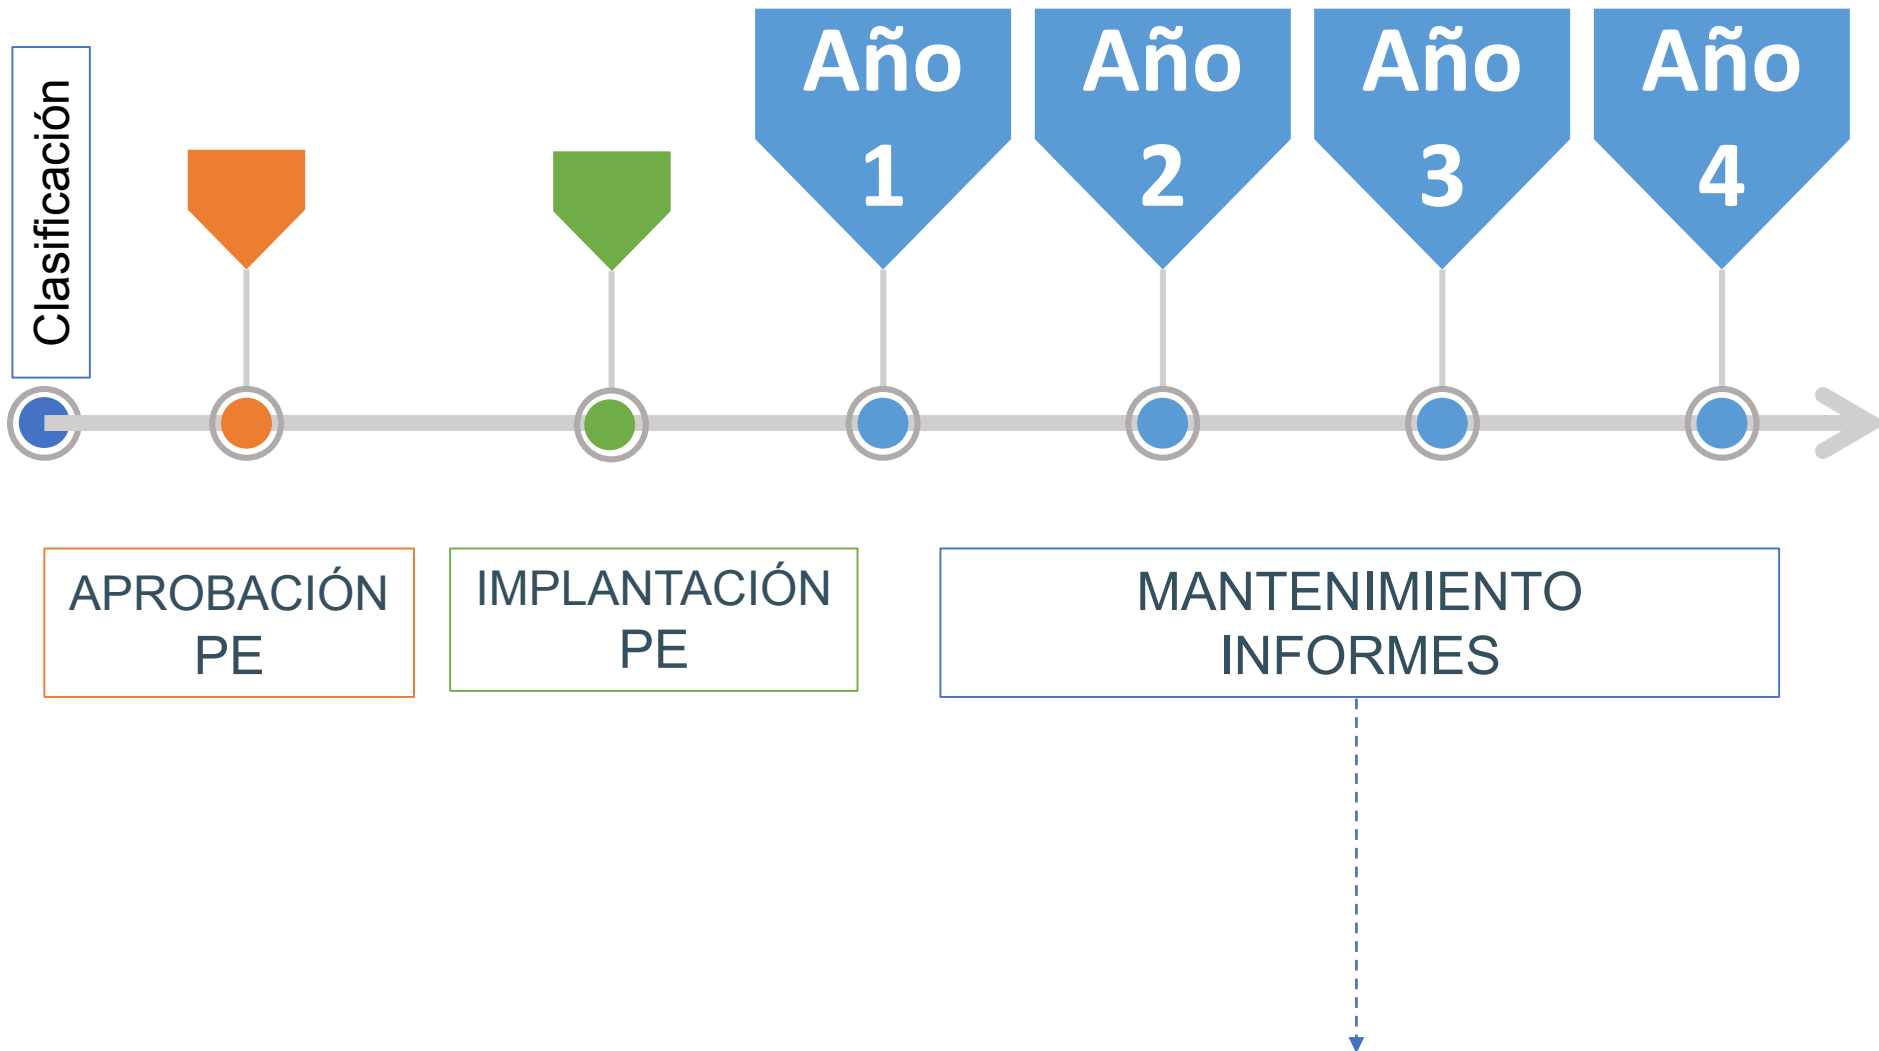 Clasificación
Año
1
Año
2
Año
3
Año
4
APROBACIÓN
PE
IMPLANTACIÓN
PE
MANTENIMIENTO
INFORMES